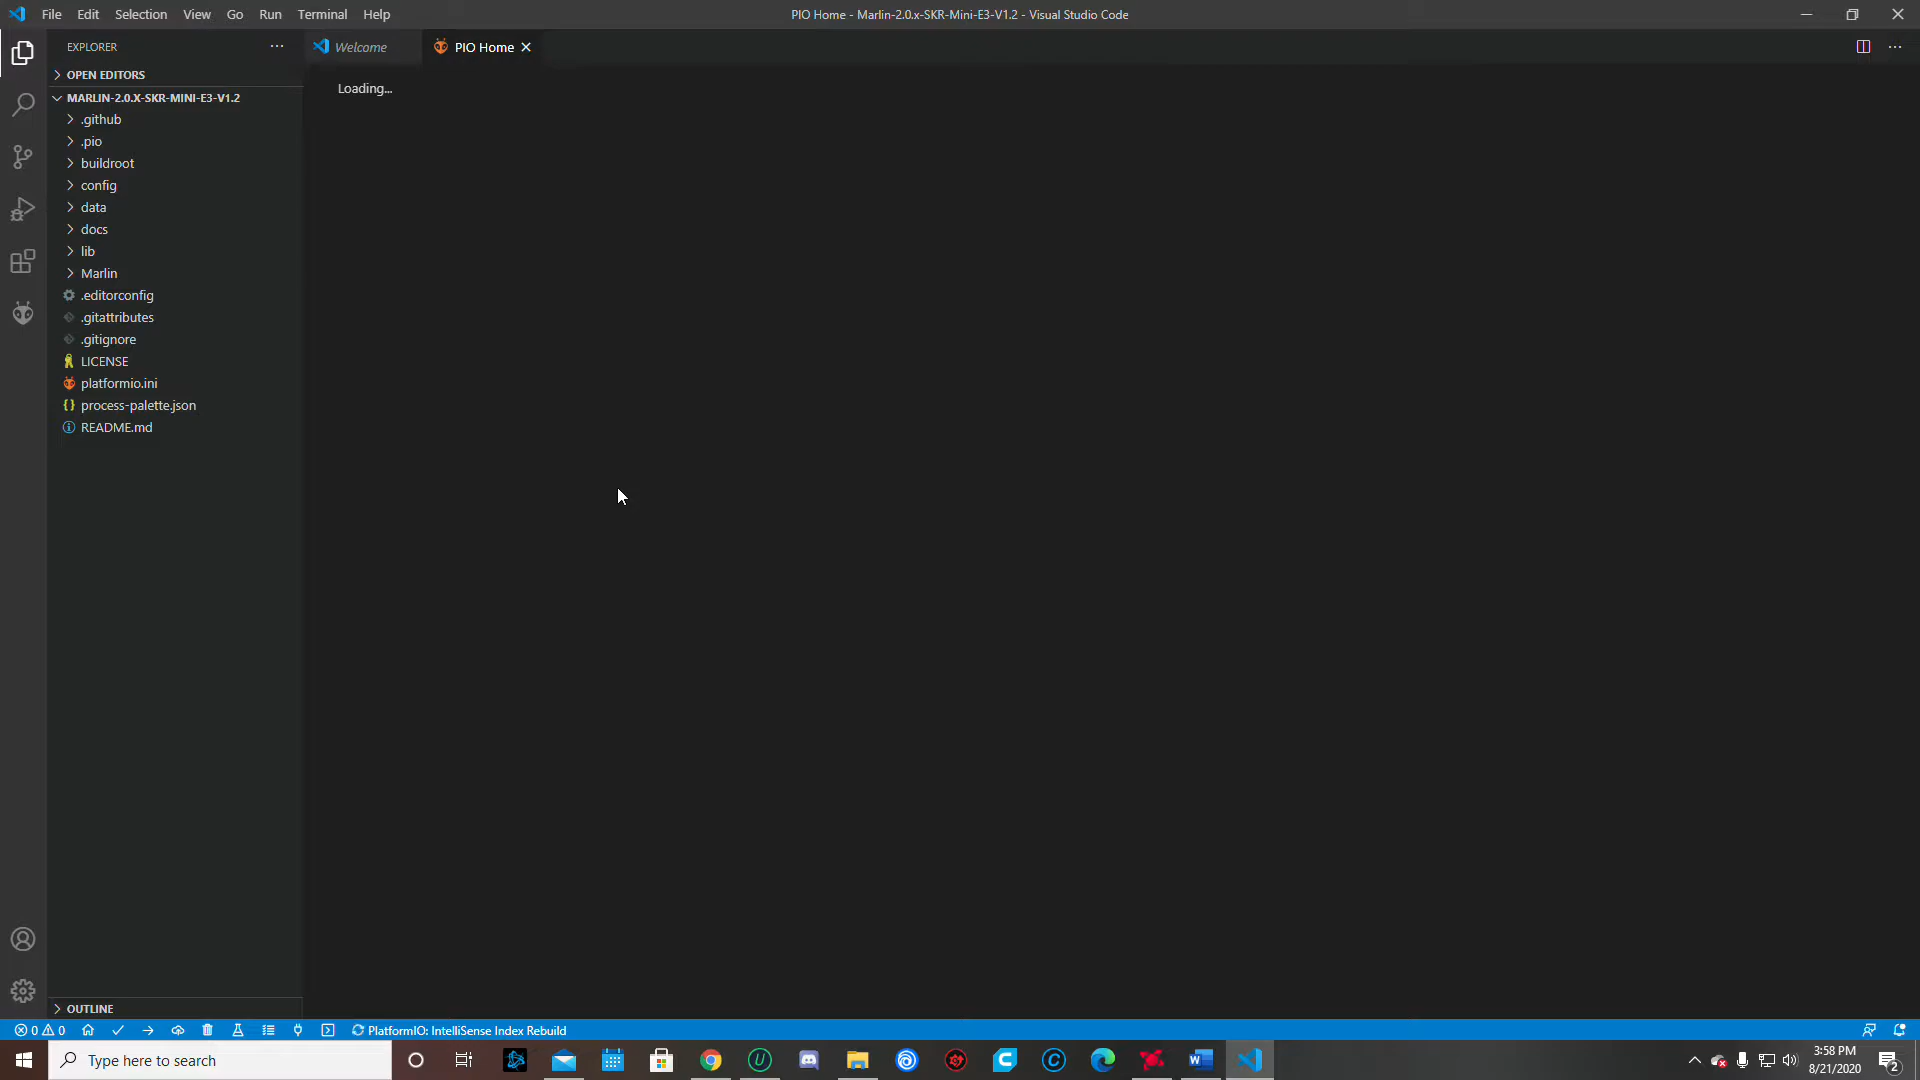 File Edit Selection View Go Run Terminal Help
PIO Home - Marlin-2.0.x-SKR-Mini-E3-V1.2 - Visual Studio Code
EXPLORER
Welcome
PIO Home
OPEN EDITORS
MARLIN-2.0.X-SKR-MINI-E3-V1.2
.github
.pio
buildroot
config
data
docs
lib
Marlin
.editorconfig
.gitattributes
.gitignore
LICENSE
platformio.ini
process-palette.json
README.md
OUTLINE
Loading...
0 0 PlatformIO: IntelliSense Index Rebuild
Type here to search
3:58 PM
8/21/2020
2